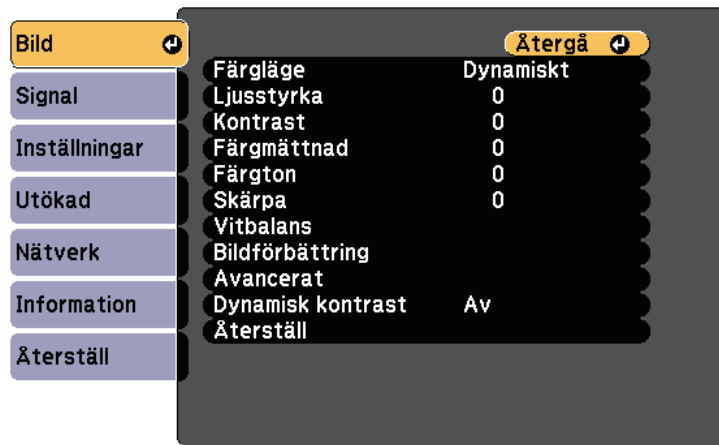 Bild
Signal
Inställningar
Utökad
Nätverk
Information
Återställ
Återgå
Färgläge Dynamiskt
Ljusstyrka 0
Kontrast 0
Färgmättnad 0
Färgton 0
Skärpa 0
Vitbalans
Bildförbättring
Avancerat
Dynamisk kontrast Av
Återställ